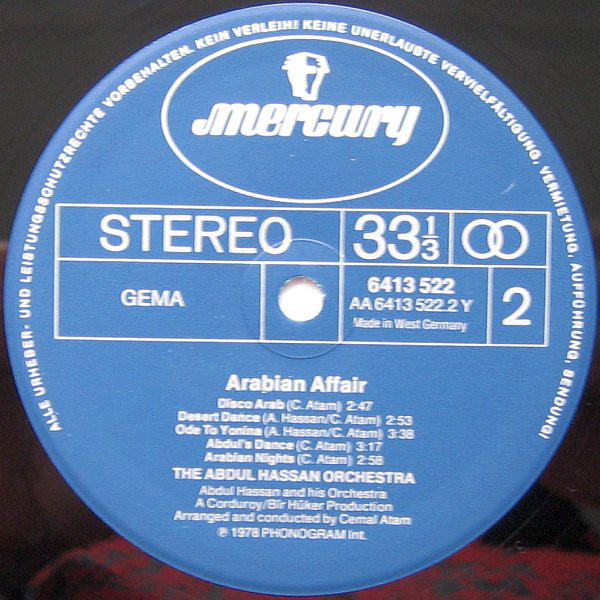 ALLE URHEBER- UND LEISTUNGSSCHUTZRECHTE VORBEHALTEN. KEIN VERLEIH! KEINE UNERLAUBTE VERVIELFÄLTIGUNG, VERMIETUNG, AUFFÜHRUNG, SENDUNG!
mercury
STEREO
33 1/3
GEMA
6413 522
AA 6413 522.2 Y
Made in West Germany
2
Arabian Affair
Disco Arab (C. Atam) 2:47
Desert Dance (A. Hassan/C. Atam) 2:53
Ode To Yonina (A. Hassan/C. Atam) 3:38
Abdul's Dance (C. Atam) 3:17
Arabian Nights (C. Atam) 2:58
THE ABDUL HASSAN ORCHESTRA
Abdul Hassan and his Orchestra
A Corduroy/Bir Hüker Production
Arranged and conducted by Cemal Atam
℗ 1978 PHONOGRAM Int.